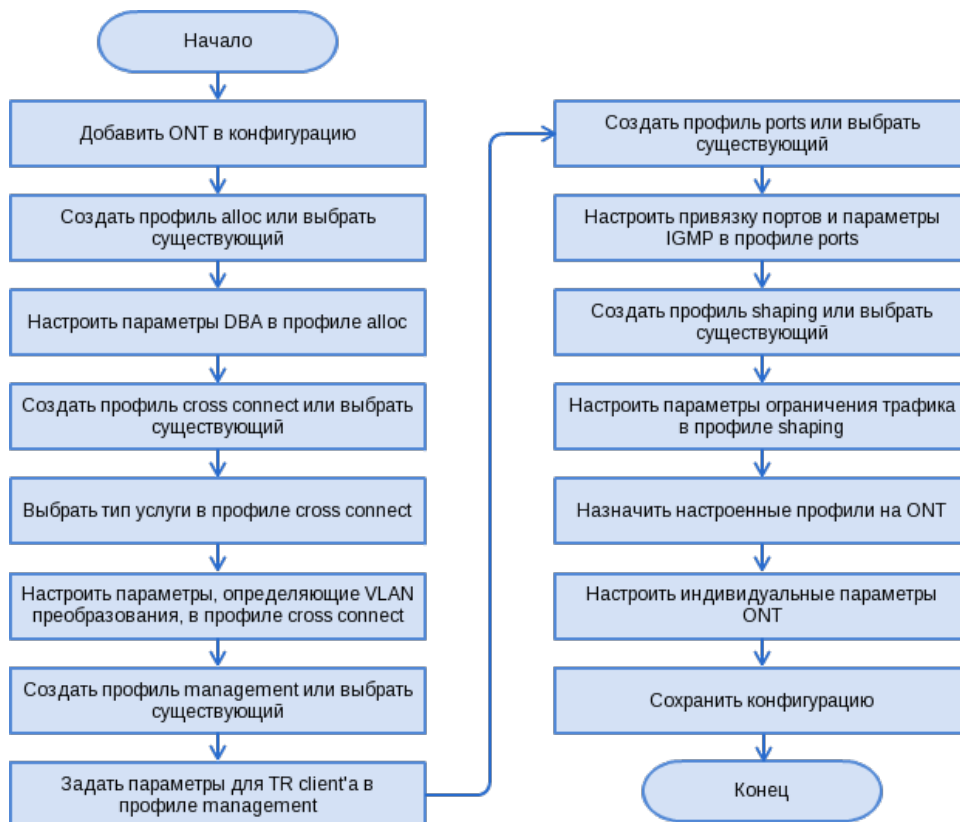 Начало
Добавить ONT в конфигурацию
Создать профиль alloc или выбрать
существующий
Настроить параметры DBA в профиле alloc
Создать профиль cross connect или выбрать
существующий
Выбрать тип услуги в профиле cross connect
Настроить параметры, определяющие VLAN
преобразования, в профиле cross connect
Создать профиль management или выбрать
существующий
Задать параметры для TR client'а в
профиле management
Создать профиль ports или выбрать
существующий
Настроить привязку портов и параметры
IGMP в профиле ports
Создать профиль shaping или выбрать
существующий
Настроить параметры ограничения трафика
в профиле shaping
Назначить настроенные профили на ONT
Настроить индивидуальные параметры
ONT
Сохранить конфигурацию
Конец